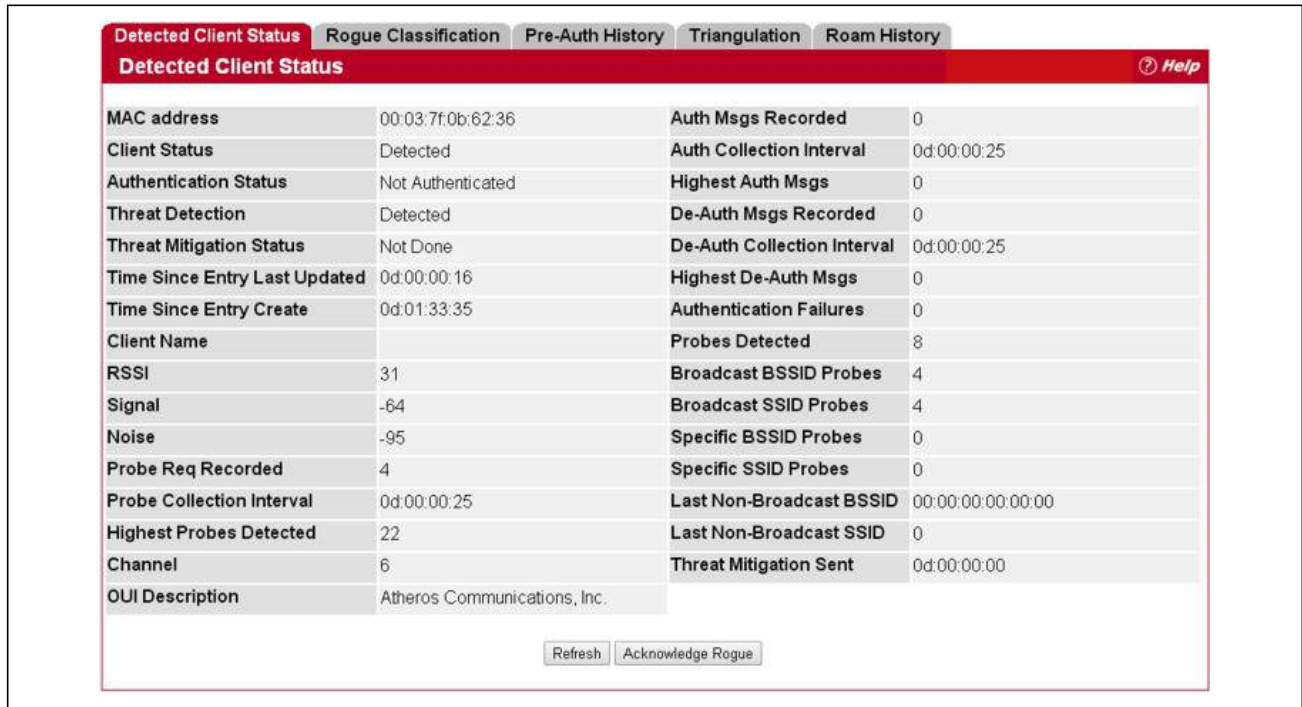 Detected Client Status Rogue Classification Pre-Auth History Triangulation Roam History
Detected Client Status ? Help
MAC address 00:03:7f:0b:62:36 Auth Msgs Recorded 0
Client Status Detected Auth Collection Interval 0d:00:00:25
Authentication Status Not Authenticated Highest Auth Msgs 0
Threat Detection Detected De-Auth Msgs Recorded 0
Threat Mitigation Status Not Done De-Auth Collection Interval 0d:00:00:25
Time Since Entry Last Updated 0d:00:00:16 Highest De-Auth Msgs 0
Time Since Entry Create 0d:01:33:35 Authentication Failures 0
Client Name Probes Detected 8
RSSI 31 Broadcast BSSID Probes 4
Signal -64 Broadcast SSID Probes 4
Noise -95 Specific BSSID Probes 0
Probe Req Recorded 4 Specific SSID Probes 0
Probe Collection Interval 0d:00:00:25 Last Non-Broadcast BSSID 00:00:00:00:00:00
Highest Probes Detected 22 Last Non-Broadcast SSID 0
Channel 6 Threat Mitigation Sent 0d:00:00:00
OUI Description Atheros Communications, Inc.
Refresh Acknowledge Rogue